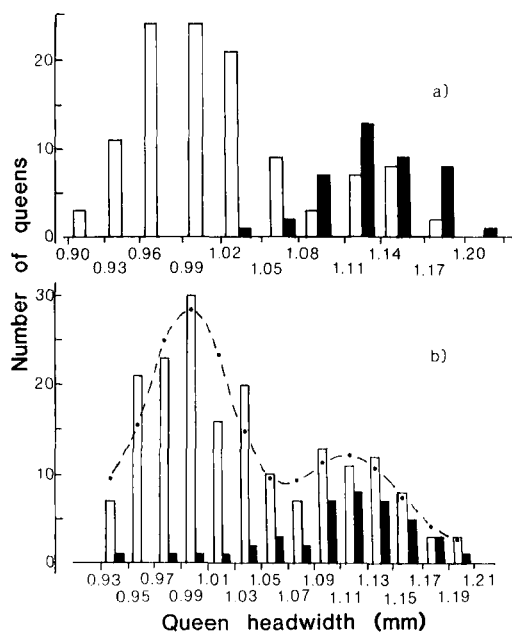 Number of queens
20
10
0
a)
0.90 0.96 0.99 1.02 1.08 1.14 1.20
0.93 1.05 1.11 1.17
30
20
10
0
b)
0.93 0.97 0.99 1.01 1.05 1.09 1.13 1.17 1.21
0.95 0.99 1.03 1.07 1.11 1.15 1.19
Queen headwidth (mm)